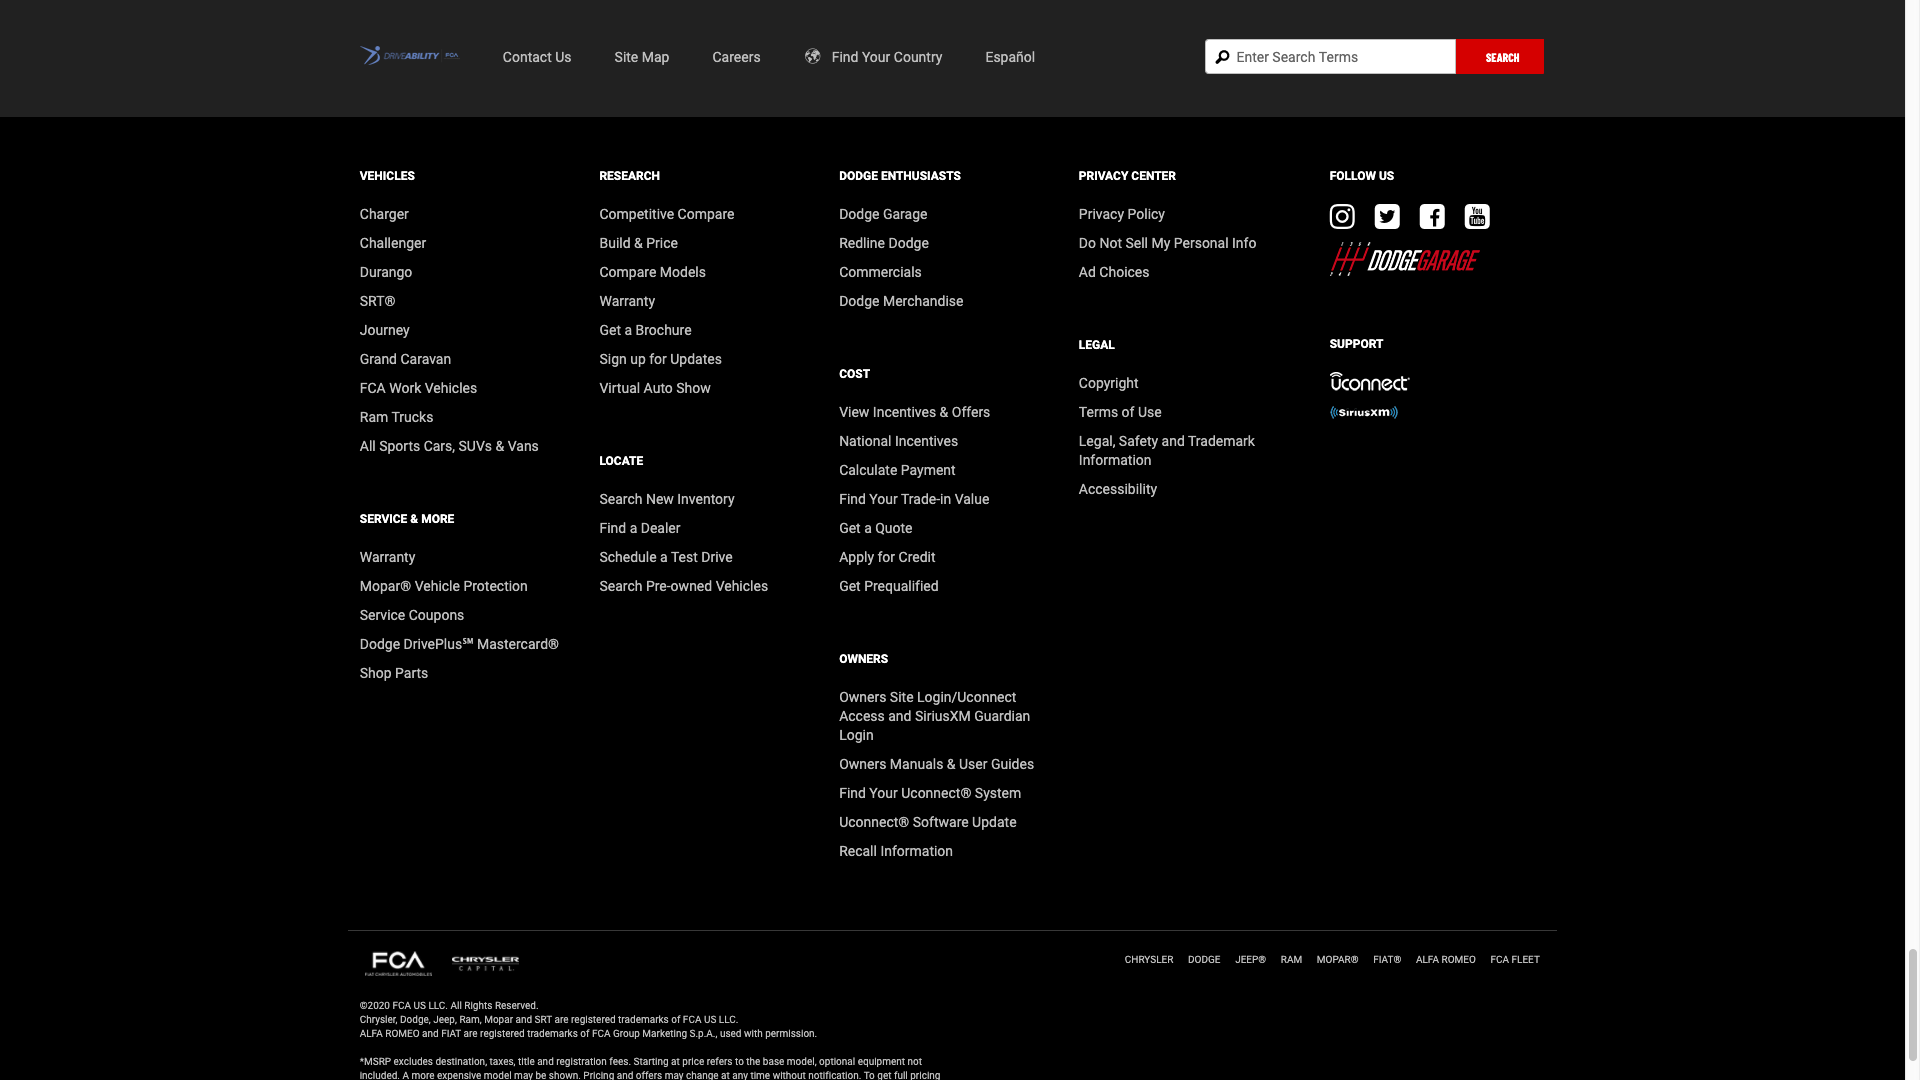 DRIVEABILITY FCA
Contact Us
Site Map
Careers
Find Your Country
Español
Enter Search Terms
SEARCH
VEHICLES
Charger
Challenger
Durango
SRT®
Journey
Grand Caravan
FCA Work Vehicles
Ram Trucks
All Sports Cars, SUVs & Vans
SERVICE & MORE
Warranty
Mopar® Vehicle Protection
Service Coupons
Dodge DrivePlus℠ Mastercard®
Shop Parts
RESEARCH
Competitive Compare
Build & Price
Compare Models
Warranty
Get a Brochure
Sign up for Updates
Virtual Auto Show
LOCATE
Search New Inventory
Find a Dealer
Schedule a Test Drive
Search Pre-owned Vehicles
DODGE ENTHUSIASTS
Dodge Garage
Redline Dodge
Commercials
Dodge Merchandise
COST
View Incentives & Offers
National Incentives
Calculate Payment
Find Your Trade-in Value
Get a Quote
Apply for Credit
Get Prequalified
OWNERS
Owners Site Login/Uconnect
Access and SiriusXM Guardian
Login
Owners Manuals & User Guides
Find Your Uconnect® System
Uconnect® Software Update
Recall Information
PRIVACY CENTER
Privacy Policy
Do Not Sell My Personal Info
Ad Choices
LEGAL
Copyright
Terms of Use
Legal, Safety and Trademark
Information
Accessibility
FOLLOW US
You
Tube
DODGEGARAGE
SUPPORT
uconnect
SiriusXM
FCA
FIAT CHRYSLER AUTOMOBILES
CHRYSLER
CAPITAL
CHRYSLER
DODGE
JEEP®
RAM
MOPAR®
FIAT®
ALFA ROMEO
FCA FLEET
©2020 FCA US LLC. All Rights Reserved.
Chrysler, Dodge, Jeep, Ram, Mopar and SRT are registered trademarks of FCA US LLC.
ALFA ROMEO and FIAT are registered trademarks of FCA Group Marketing S.p.A., used with permission.
*MSRP excludes destination, taxes, title and registration fees. Starting at price refers to the base model, optional equipment not
included. A more expensive model may be shown. Pricing and offers may change at any time without notification. To get full pricing